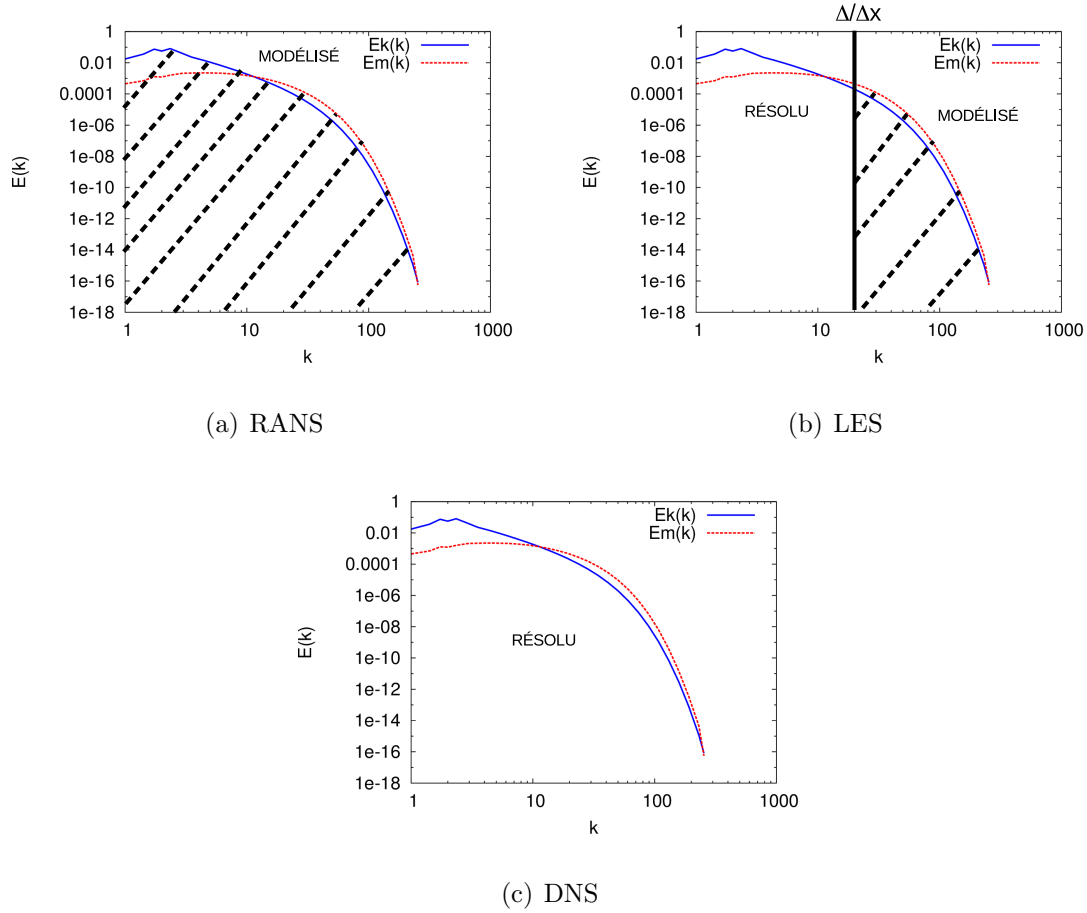 1
0.01
0.0001
1e-06
1e-08
1e-10
1e-12
1e-14
1e-16
1e-18
E(k)
MODÉLISÉ
Ek(k)
Em(k)
1 10 100 1000
k
(a) RANS
Δ/Δx
1
0.01
0.0001
1e-06
1e-08
1e-10
1e-12
1e-14
1e-16
1e-18
E(k)
Ek(k)
Em(k)
RÉSOLU
MODÉLISÉ
1 10 100 1000
k
(b) LES
1
0.01
0.0001
1e-06
1e-08
1e-10
1e-12
1e-14
1e-16
1e-18
E(k)
Ek(k)
Em(k)
RÉSOLU
1 10 100 1000
k
(c) DNS